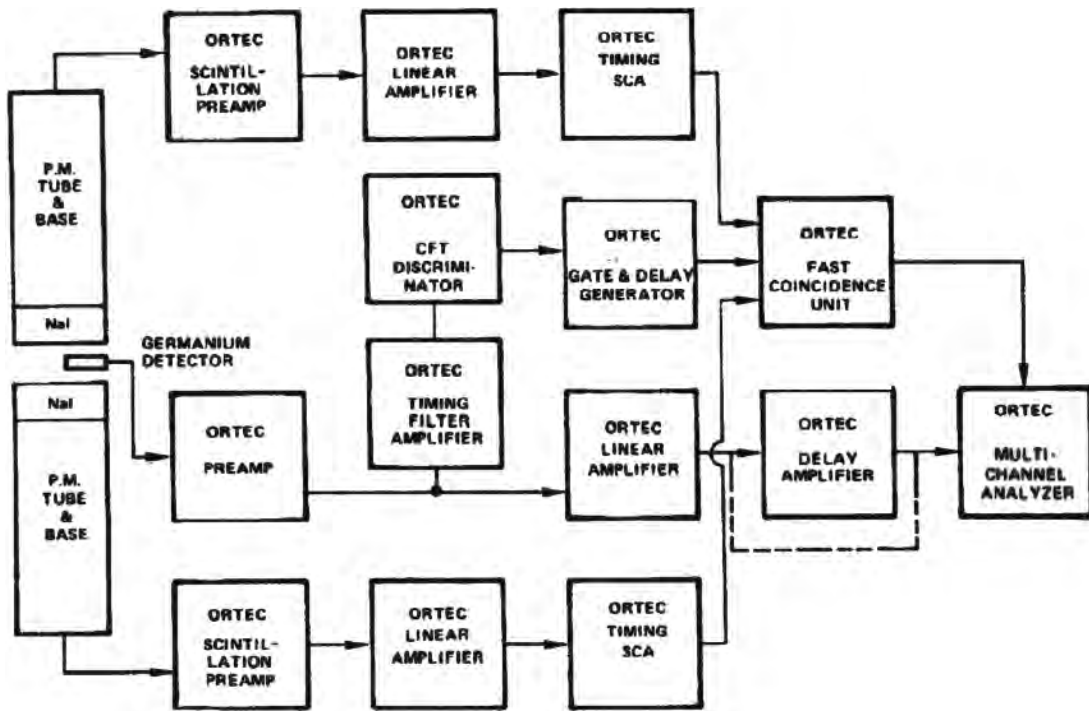 ORTEC
SCINTIL-
LATION
PREAMP
ORTEC
LINEAR
AMPLIFIER
ORTEC
TIMING
SCA
P.M.
TUBE
&
BASE
NaI
ORTEC
CFT
DISCRIMI-
NATOR
ORTEC
GATE & DELAY
GENERATOR
ORTEC
FAST
COINCIDENCE
UNIT
GERMANIUM
DETECTOR
NaI
P.M.
TUBE
&
BASE
ORTEC
PREAMP
ORTEC
TIMING
FILTER
AMPLIFIER
ORTEC
LINEAR
AMPLIFIER
ORTEC
DELAY
AMPLIFIER
ORTEC
MULTI-
CHANNEL
ANALYZER
ORTEC
SCINTIL-
LATION
PREAMP
ORTEC
LINEAR
AMPLIFIER
ORTEC
TIMING
SCA